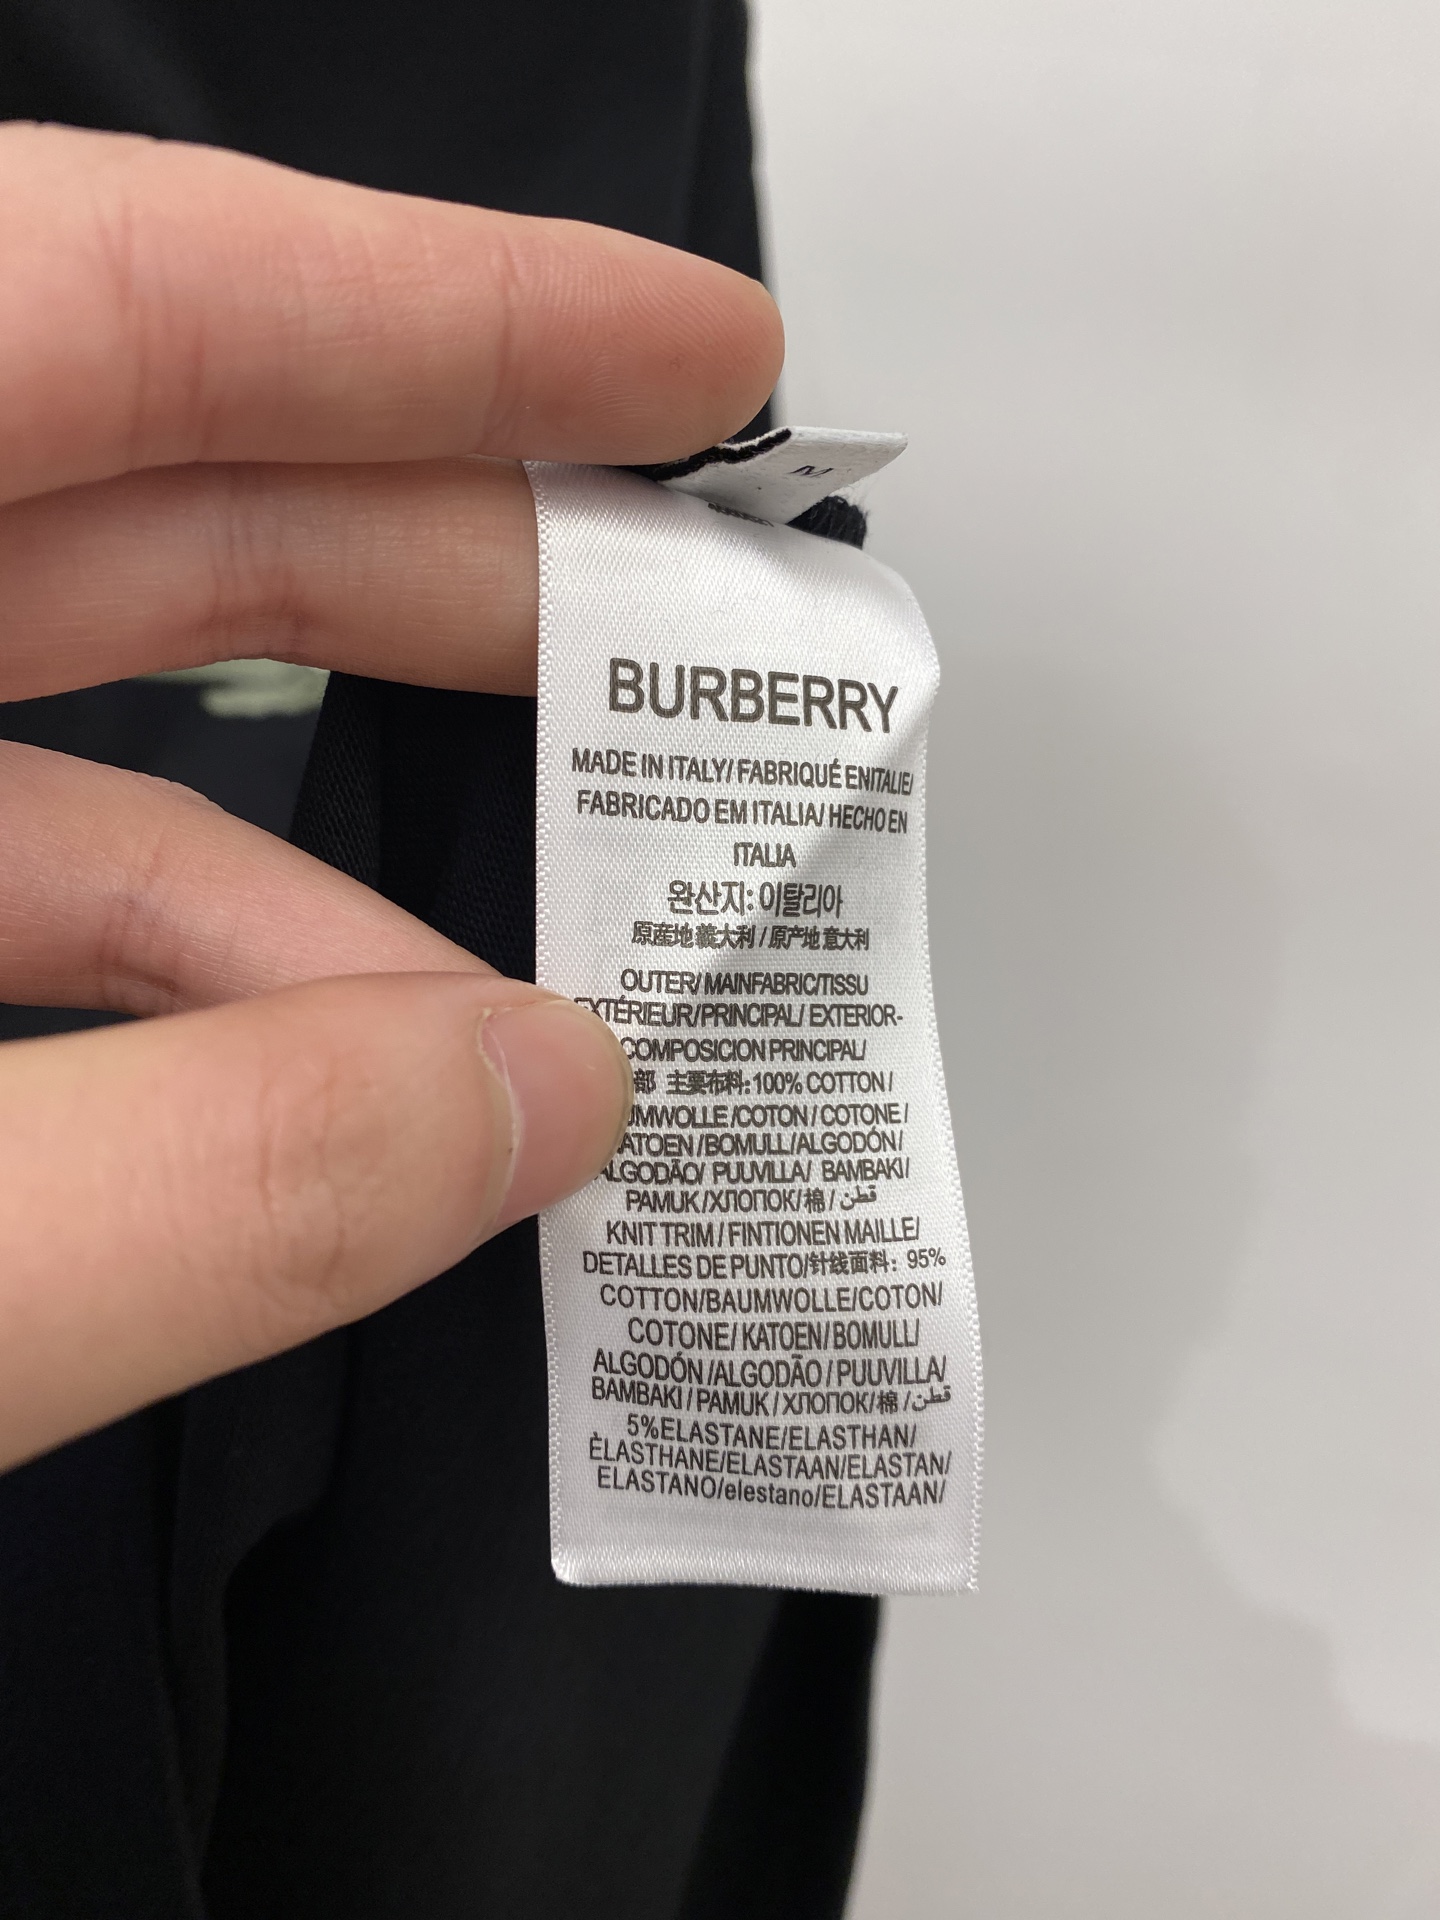 M
BURBERRY
MADE IN ITALY/ FABRIQUÉ ENITALIE/
FABRICADO EM ITALIA/ HECHO EN
ITALIA
완산지: 이탈리아
原産地 義大利 / 原产地 意大利
OUTER/ MAINFABRIC/TISSU
EXTÉRIEUR/PRINCIPAL/ EXTERIOR-
COMPOSICION PRINCIPAL/
部 主要布料:100% COTTON /
UMWOLLE /COTON / COTONE /
ATOEN /BOMULL/ALGODÓN /
ALGODÃO/ PUUVILLA/ BAMBAKI /
PAMUK /ХЛОПОК/ 棉 / قطن
KNIT TRIM / FINTIONEN MAILLE/
DETALLES DE PUNTO/针线面料: 95%
COTTON/BAUMWOLLE/COTON/
COTONE/ KATOEN/ BOMULL/
ALGODÓN /ALGODÃO / PUUVILLA/
BAMBAKI / PAMUK / ХЛОПОК/ 棉 / قطن
5%ELASTANE/ELASTHAN/
ÈLASTHANE/ELASTAAN/ELASTAN/
ELASTANO/elestano/ELASTAAN/